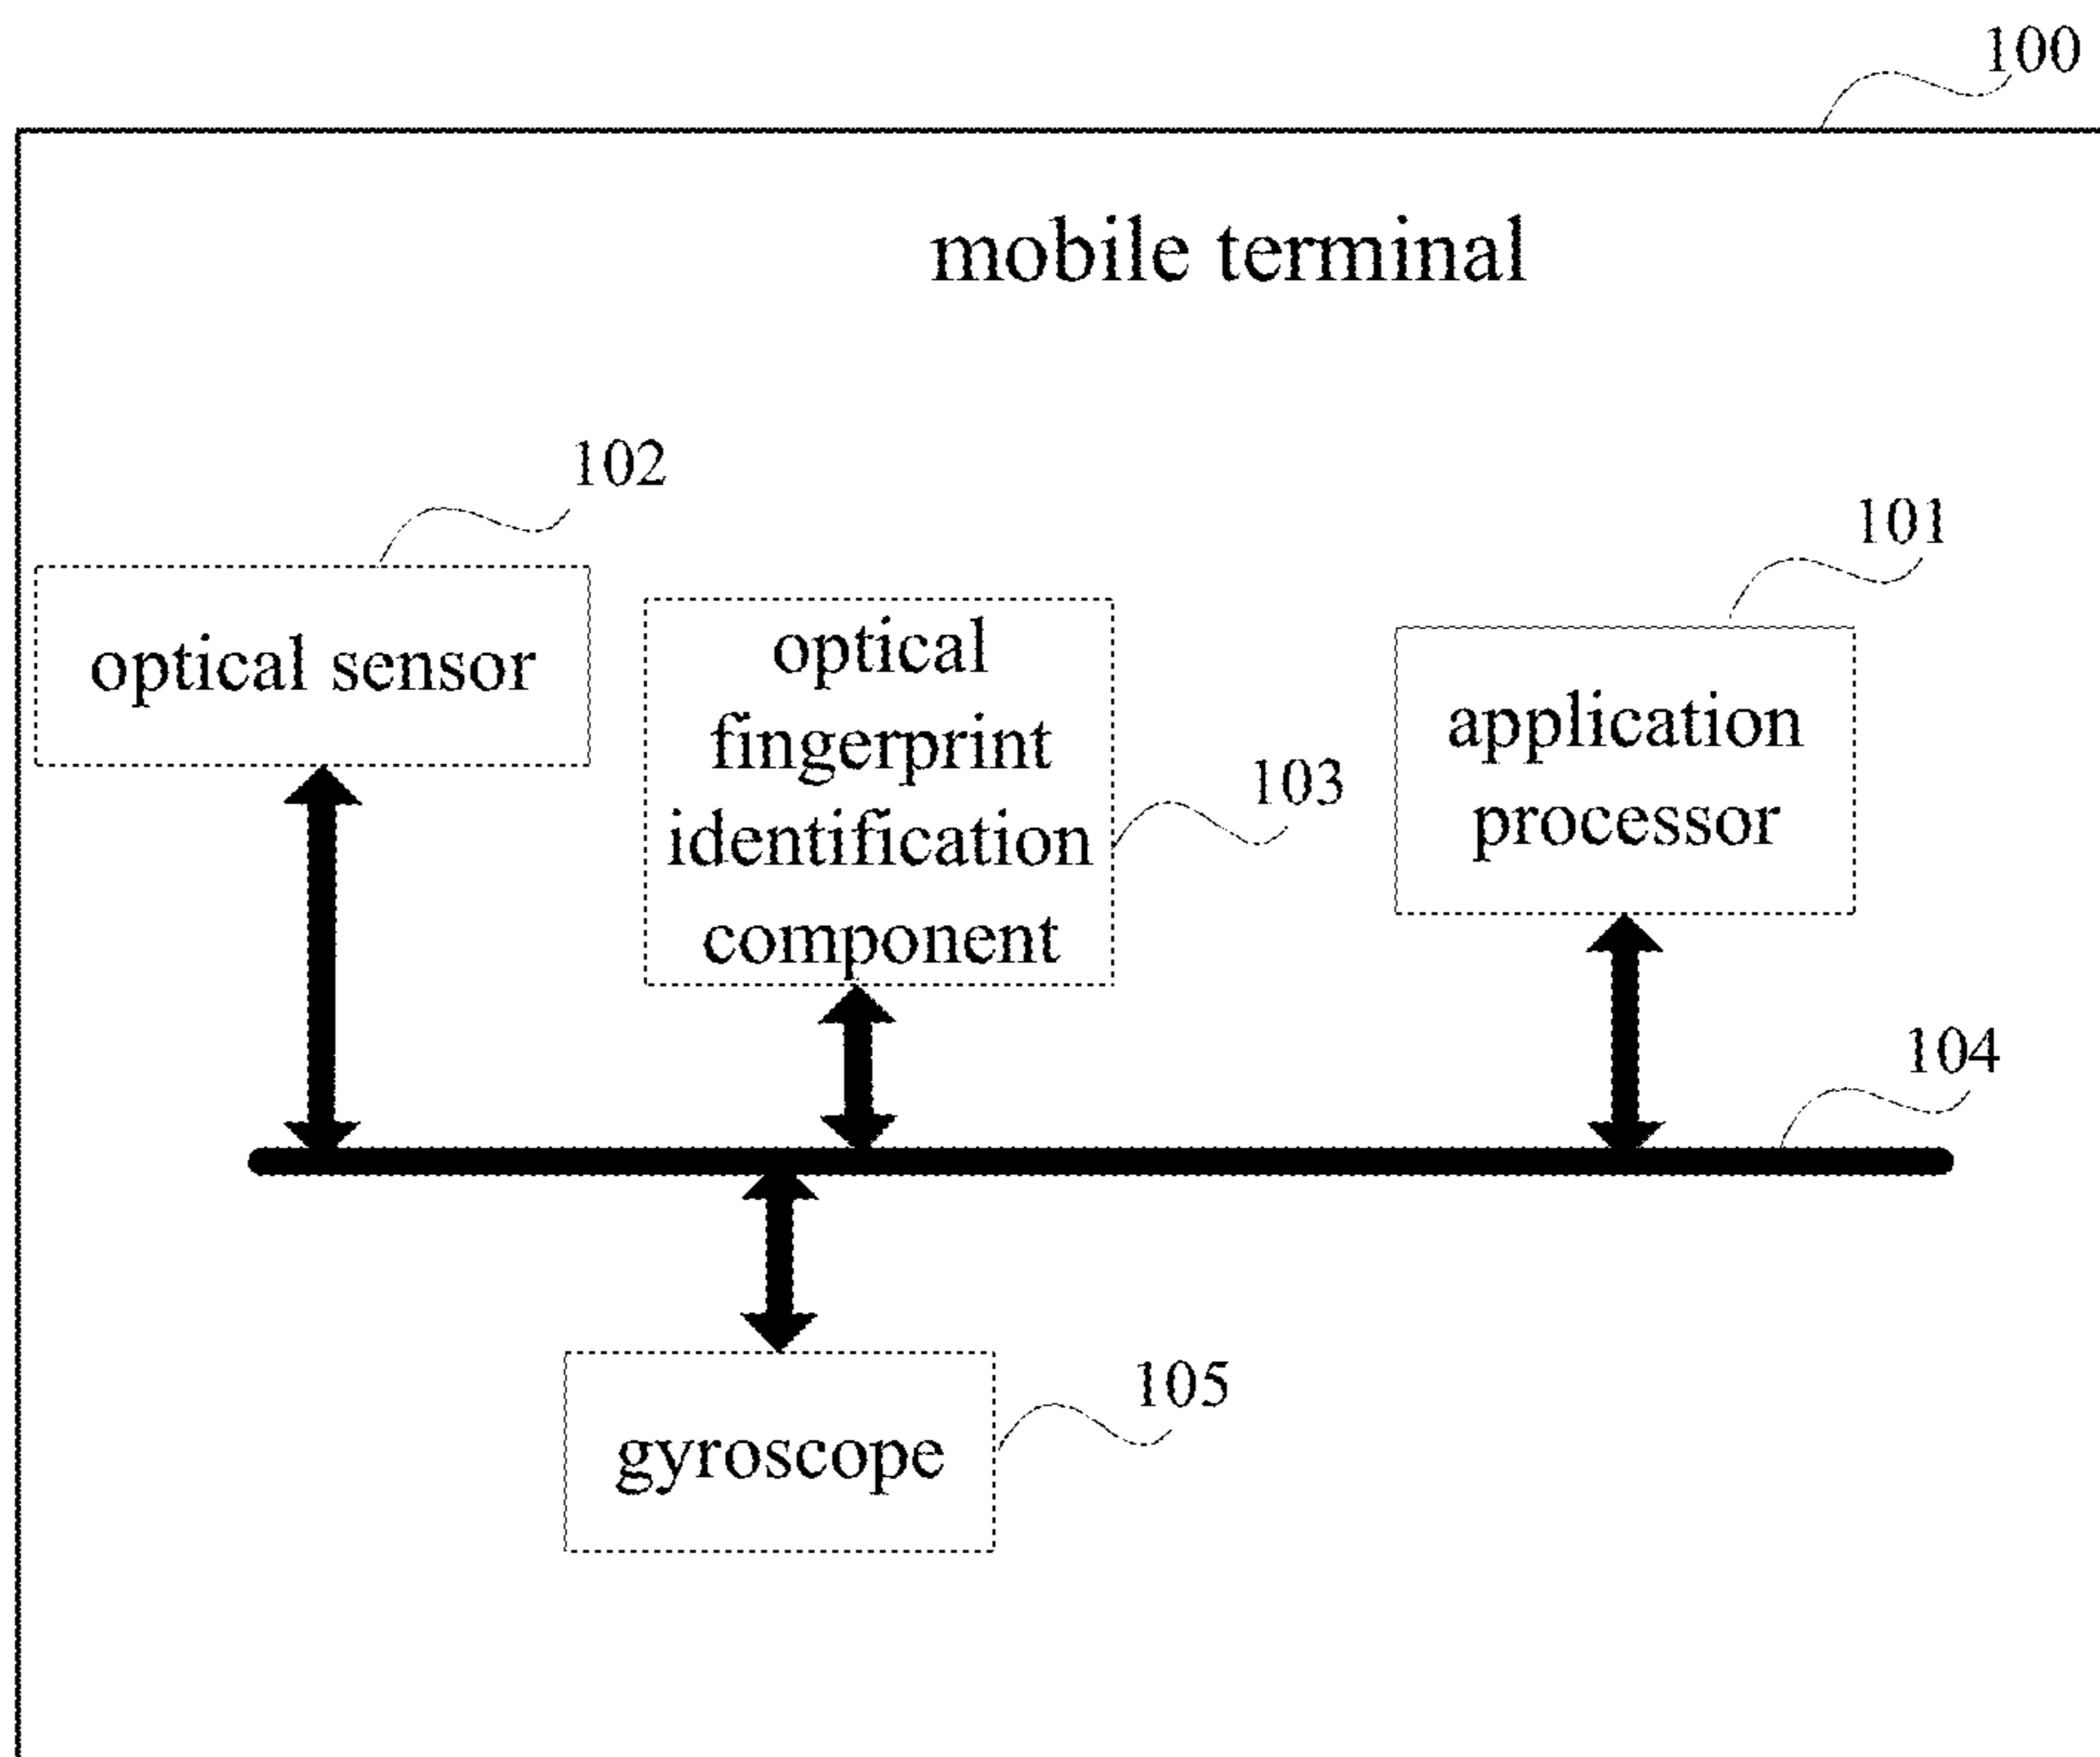 100
mobile terminal
102
101
optical sensor
optical
fingerprint
identification
component
103
application
processor
104
105
gyroscope